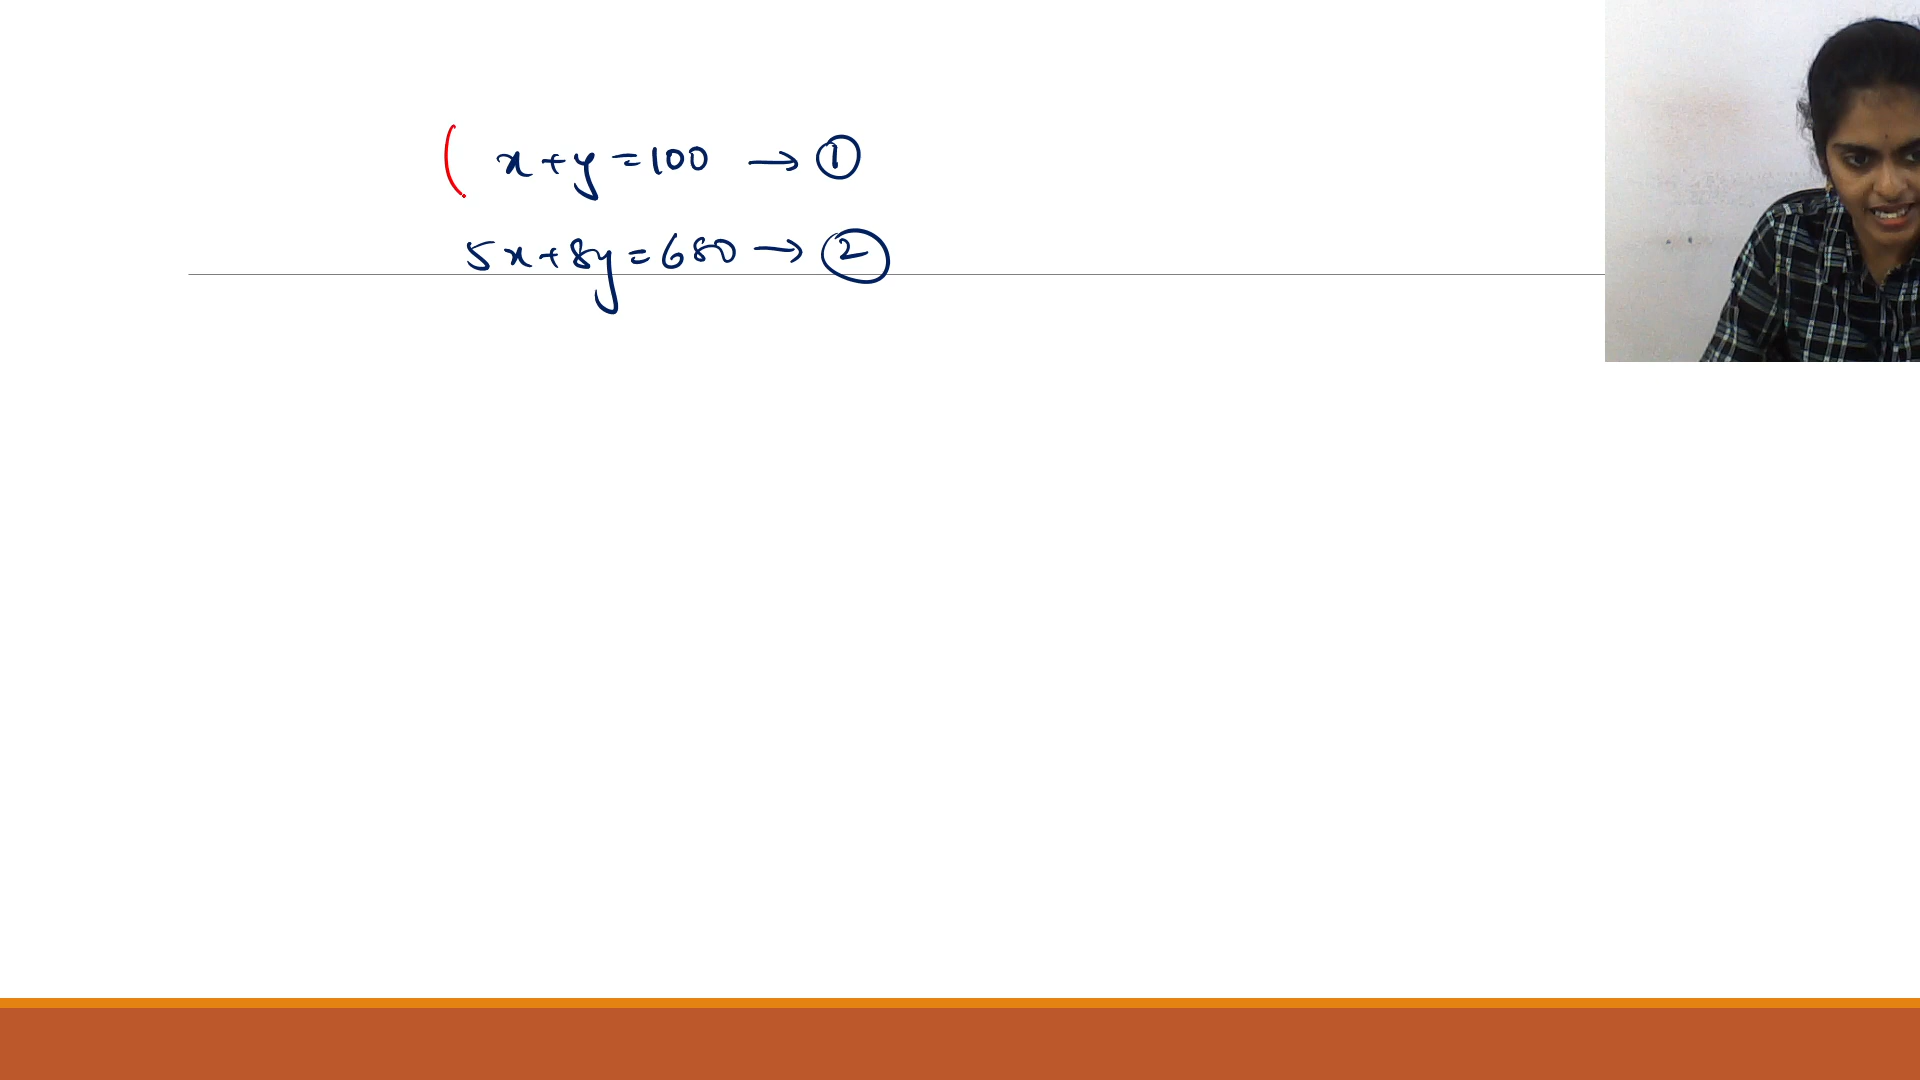 ( x+y=100 → ①
5x+8y=680 → ②